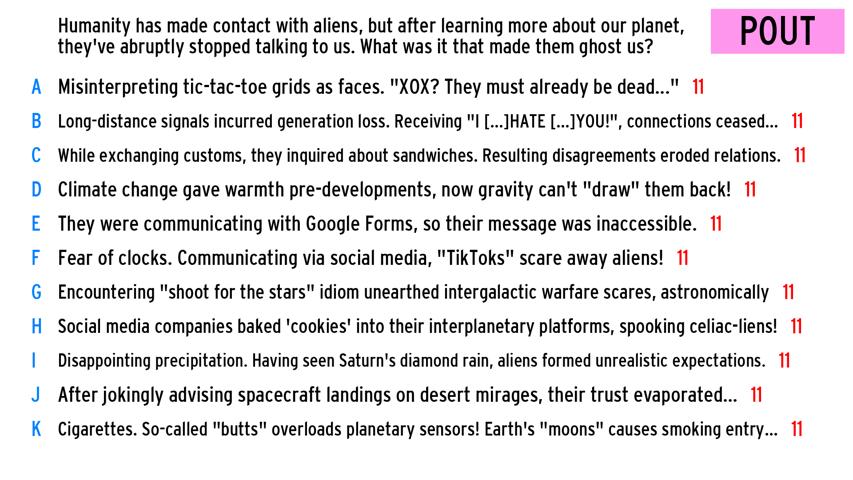 Humanity has made contact with aliens, but after learning more about our planet,
they've abruptly stopped talking to us. What was it that made them ghost us?
POUT
A Misinterpreting tic-tac-toe grids as faces. "XOX? They must already be dead..." 11
B Long-distance signals incurred generation loss. Receiving "I [...]HATE [...]YOU!", connections ceased... 11
C While exchanging customs, they inquired about sandwiches. Resulting disagreements eroded relations. 11
D Climate change gave warmth pre-developments, now gravity can't "draw" them back! 11
E They were communicating with Google Forms, so their message was inaccessible. 11
F Fear of clocks. Communicating via social media, "TikToks" scare away aliens! 11
G Encountering "shoot for the stars" idiom unearthed intergalactic warfare scares, astronomically 11
H Social media companies baked 'cookies' into their interplanetary platforms, spooking celiac-liens! 11
I Disappointing precipitation. Having seen Saturn's diamond rain, aliens formed unrealistic expectations. 11
J After jokingly advising spacecraft landings on desert mirages, their trust evaporated... 11
K Cigarettes. So-called "butts" overloads planetary sensors! Earth's "moons" causes smoking entry... 11